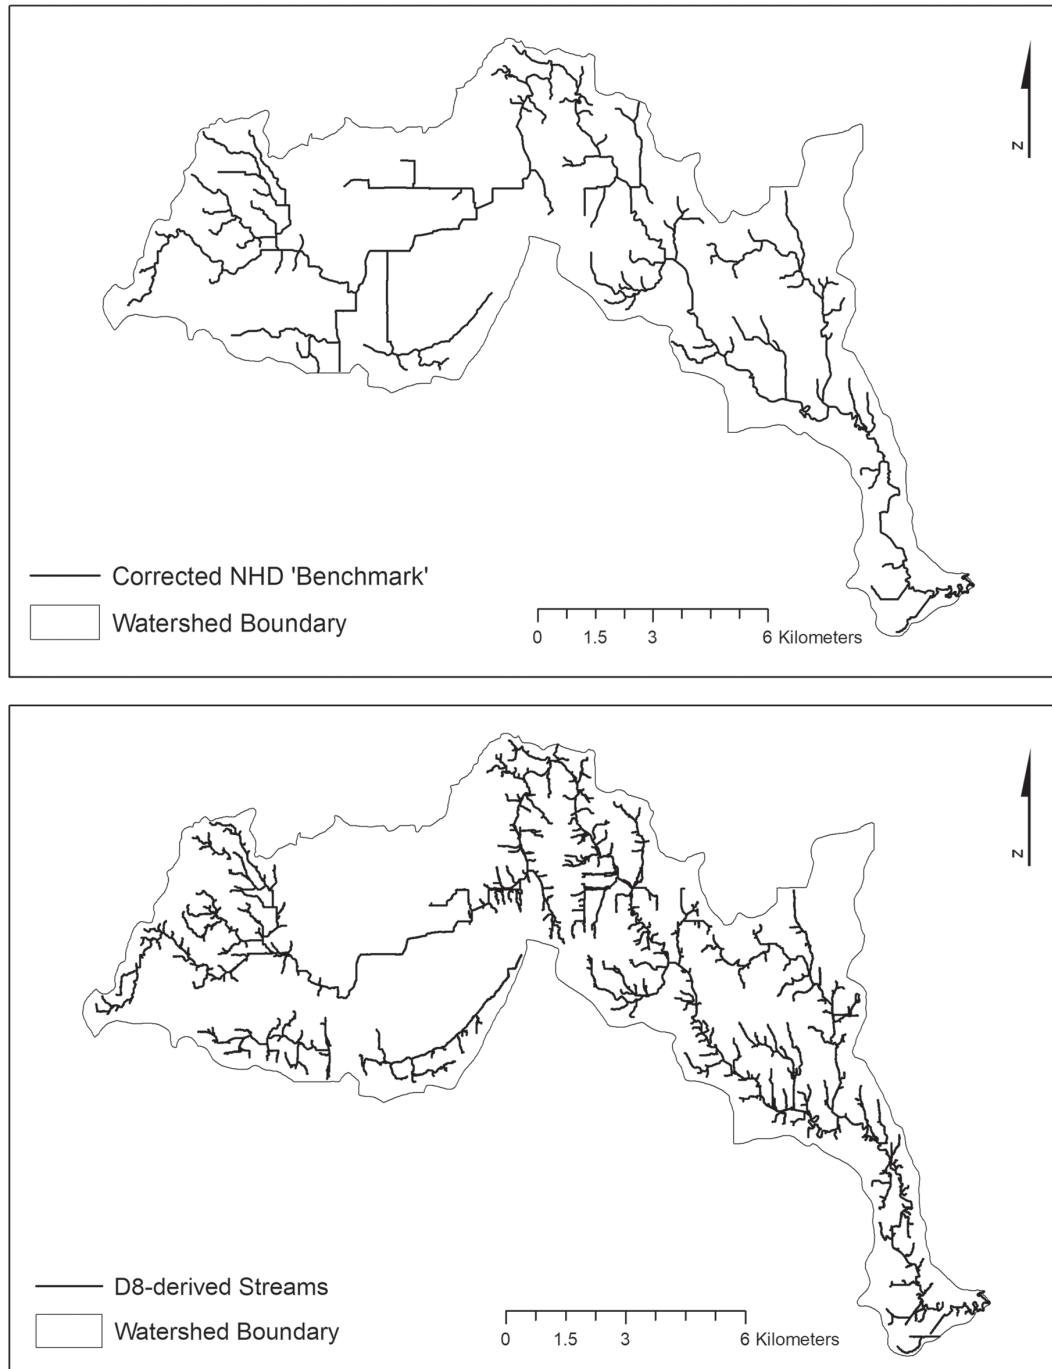 N
Corrected NHD 'Benchmark'
Watershed Boundary
0 1.5 3 6 Kilometers
N
D8-derived Streams
Watershed Boundary
0 1.5 3 6 Kilometers